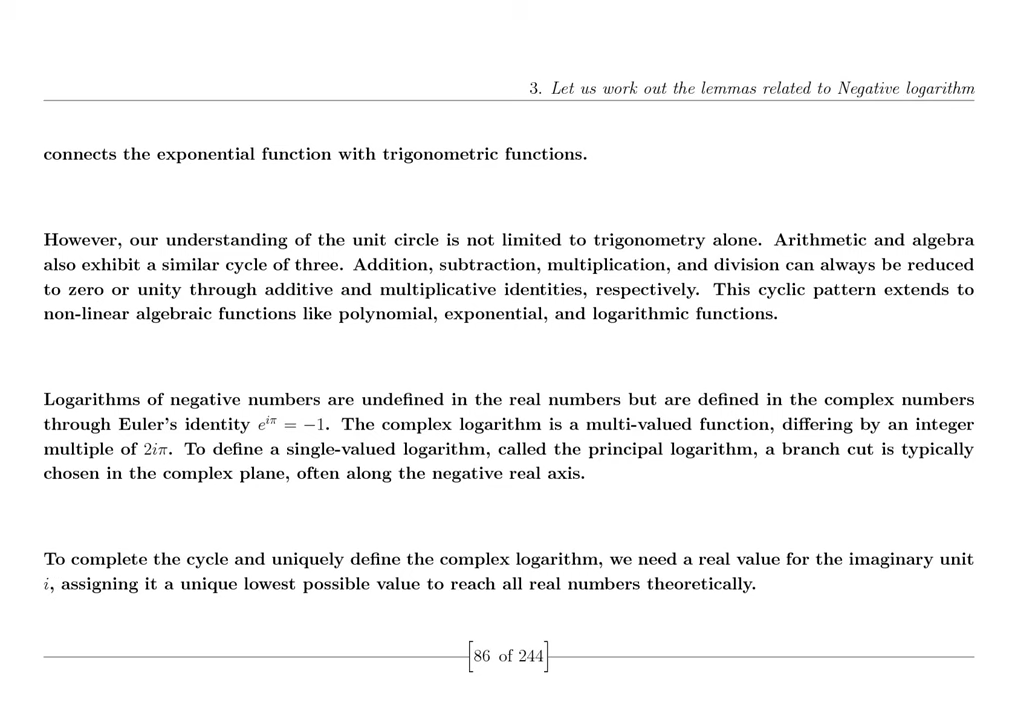 3. Let us work out the lemmas related to Negative logarithm
connects the exponential function with trigonometric functions.
However, our understanding of the unit circle is not limited to trigonometry alone. Arithmetic and algebra
also exhibit a similar cycle of three. Addition, subtraction, multiplication, and division can always be reduced
to zero or unity through additive and multiplicative identities, respectively. This cyclic pattern extends to
non-linear algebraic functions like polynomial, exponential, and logarithmic functions.
Logarithms of negative numbers are undefined in the real numbers but are defined in the complex numbers
through Euler's identity $e^{i\pi} = -1$. The complex logarithm is a multi-valued function, differing by an integer
multiple of $2i\pi$. To define a single-valued logarithm, called the principal logarithm, a branch cut is typically
chosen in the complex plane, often along the negative real axis.
To complete the cycle and uniquely define the complex logarithm, we need a real value for the imaginary unit
$i$, assigning it a unique lowest possible value to reach all real numbers theoretically.
[86 of 244]